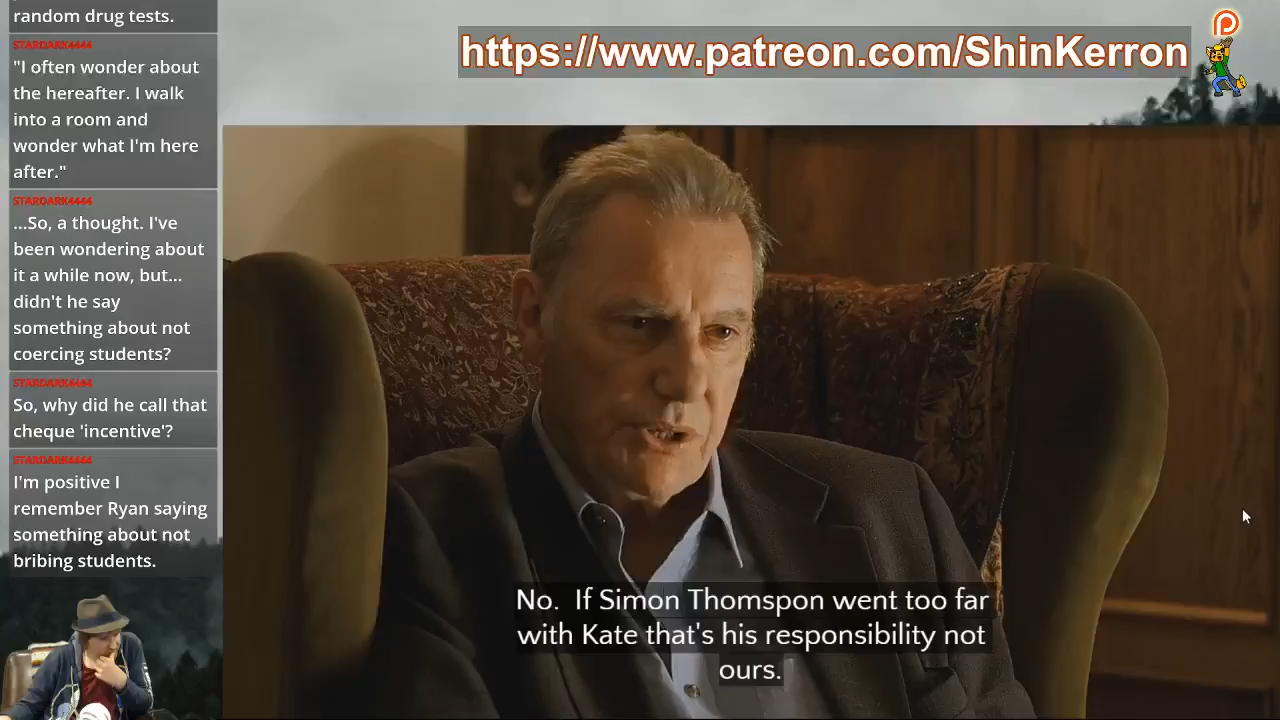 https://www.patreon.com/ShinKerron
random drug tests.
STARDARK4444
"I often wonder about
the hereafter. I walk
into a room and
wonder what I'm here
after."
STARDARK4444
...So, a thought. I've
been wondering about
it a while now, but...
didn't he say
something about not
coercing students?
STARDARK4444
So, why did he call that
cheque 'incentive'?
STARDARK4444
I'm positive I
remember Ryan saying
something about not
bribing students.
No. If Simon Thomspon went too far
with Kate that's his responsibility not
ours.